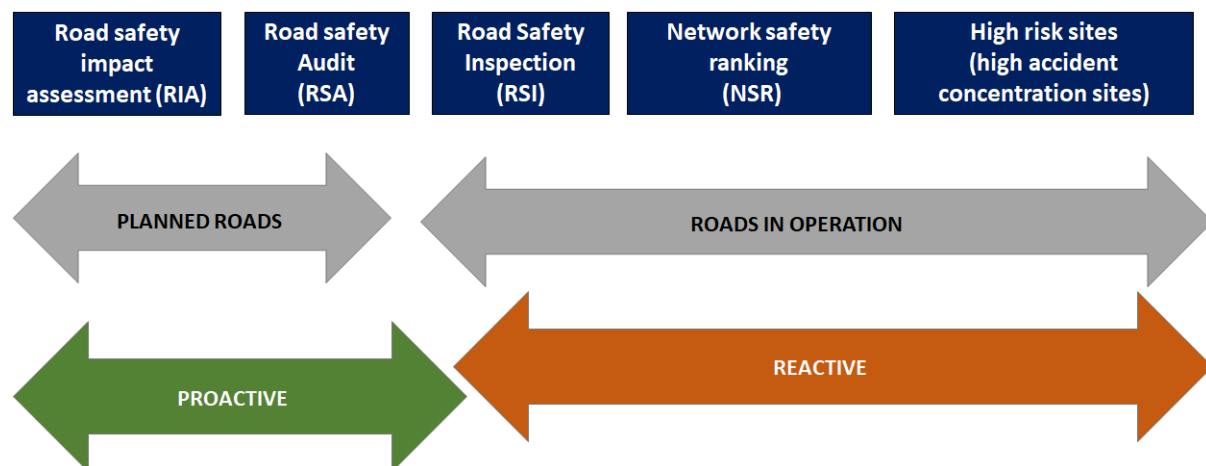 Road safety
impact
assessment (RIA)
Road safety
Audit
(RSA)
Road Safety
Inspection
(RSI)
Network safety
ranking
(NSR)
High risk sites
(high accident
concentration sites)
PLANNED ROADS
ROADS IN OPERATION
PROACTIVE
REACTIVE